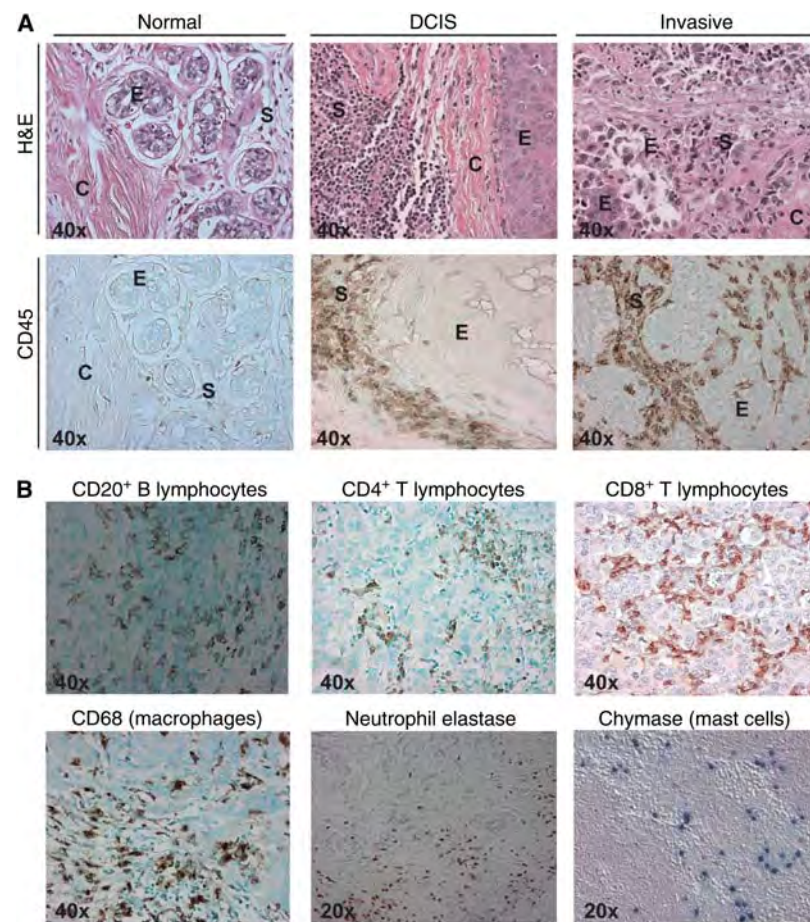 A Normal DCIS Invasive
H&E
E
S
C
40x
S
E
C
40x
E
S
E
C
40x
CD45
E
C
S
40x
S
E
40x
S
E
40x
B
CD20⁺ B lymphocytes CD4⁺ T lymphocytes CD8⁺ T lymphocytes
40x 40x 40x
CD68 (macrophages) Neutrophil elastase Chymase (mast cells)
40x 20x 20x